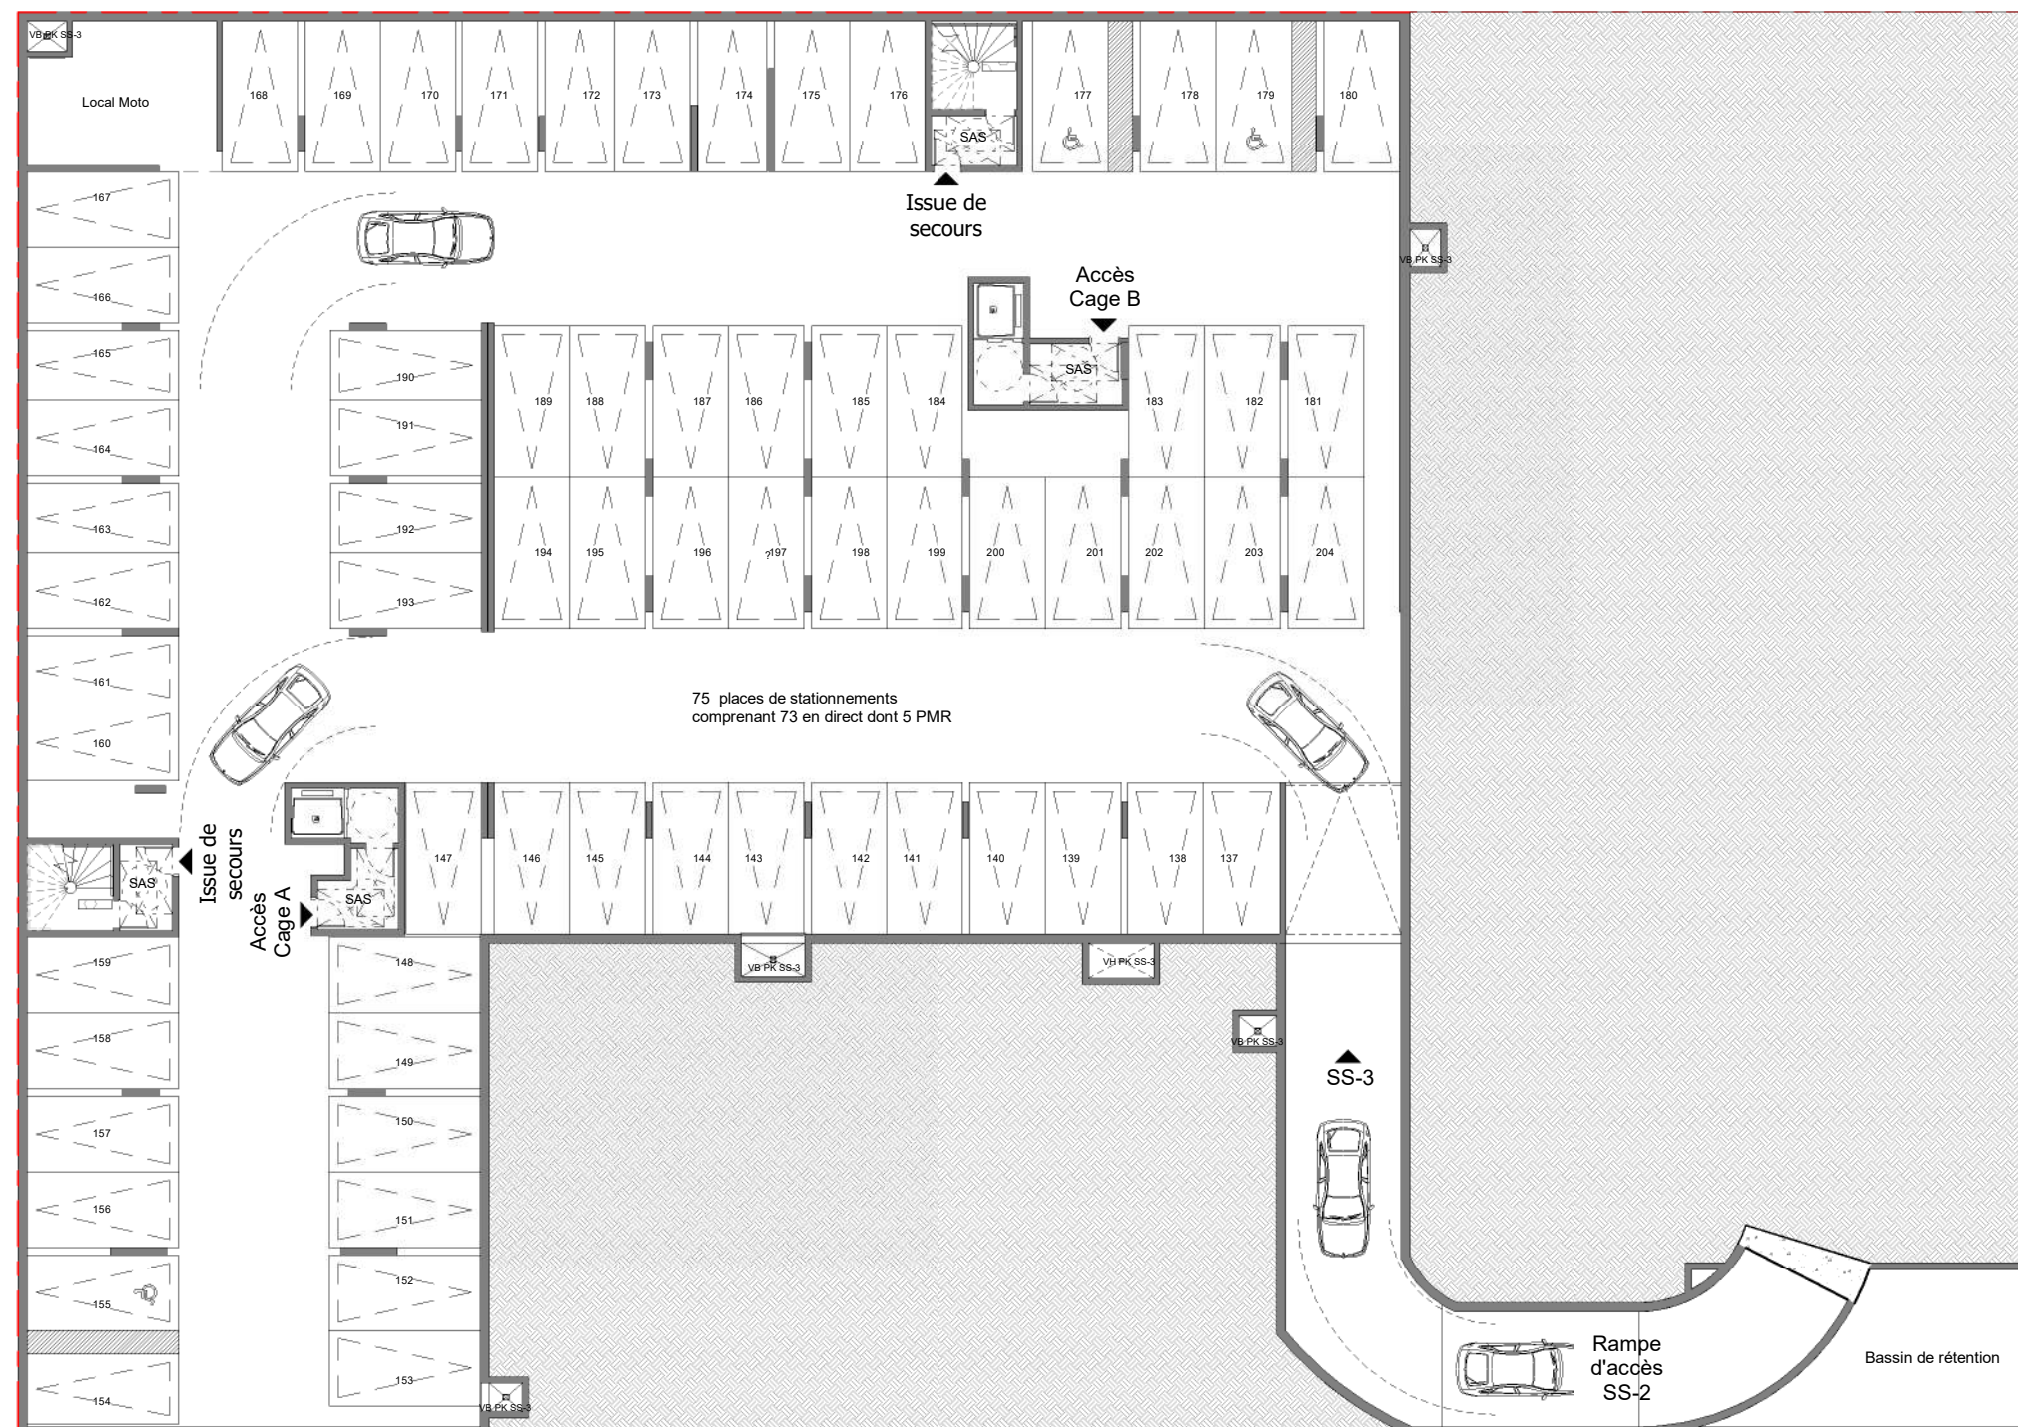 VB PK SS-3
Local Moto
168
169
170
171
172
173
174
175
176
SAS
177
178
179
180
Issue de
secours
167
166
165
164
163
162
161
160
VB PK SS-3
Accès
Cage B
SAS
190
191
192
193
189
188
187
186
185
184
183
182
181
194
195
196
?197
198
199
200
201
202
203
204
75 places de stationnements
comprenant 73 en direct dont 5 PMR
147
146
145
144
143
142
141
140
139
138
137
SAS
Issue de
secours
Accès
Cage A
SAS
VB PK SS-3
VH PK SS-3
VB PK SS-3
159
158
157
156
155
154
148
149
150
151
152
153
VB PK SS-3
SS-3
Rampe
d'accès
SS-2
Bassin de rétention